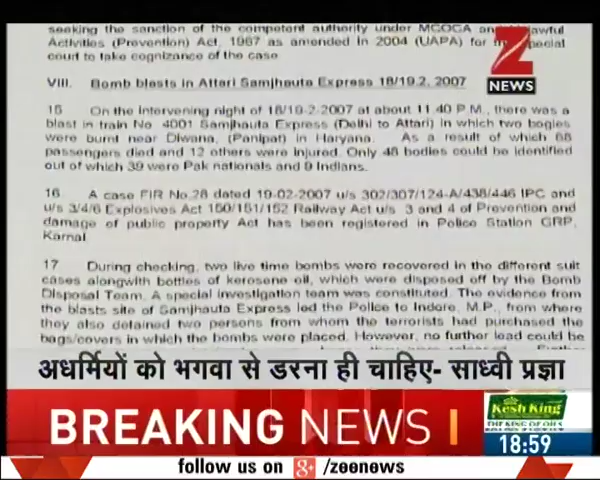 seeking the sanction of the competent authority under MCOCA and
Activities (Prevention) Act, 1967 as amended in 2004 (UAPA) for
court to take cognizance of the case
Z
NEWS
VIII. Bomb blasts in Attari Samjhauta Express 18/19.2, 2007
15 On the intervening night of 18/19-2-2007 at about 11.40 P.M., there was a
blast in train No 4001 Samjhauta Express (Delhi to Attari) in which two bogies
were burnt near Diwana, (Panipat) in Haryana. As a result of which 68
passengers died and 12 others were injured. Only 48 bodies could be identified
out of which 39 were Pak nationals and 9 Indians.
16. A case FIR No.28 dated 19-02-2007 u/s 302/307/124-A/438/446 IPC and
u/s 3/4/6 Explosives Act 150/151/152 Railway Act u/s 3 and 4 of Prevention and
damage of public property Act has been registered in Police Station GRP,
Karnal
17 During checking, two live time bombs were recovered in the different suit
cases alongwith bottles of kerosene oil, which were disposed off by the Bomb
Disposal Team. A special investigation team was constituted. The evidence from
the blasts site of Samjhauta Express led the Police to Indore, M.P., from where
they also detained two persons from whom the terrorists had purchased the
bags/covers in which the bombs were placed. However, no further lead could be
अधर्मियों को भगवा से डरना ही चाहिए- साध्वी प्रज्ञा
BREAKING NEWS
Kesh King
THE KING OF OILS
18:59
follow us on g+ /zeenews